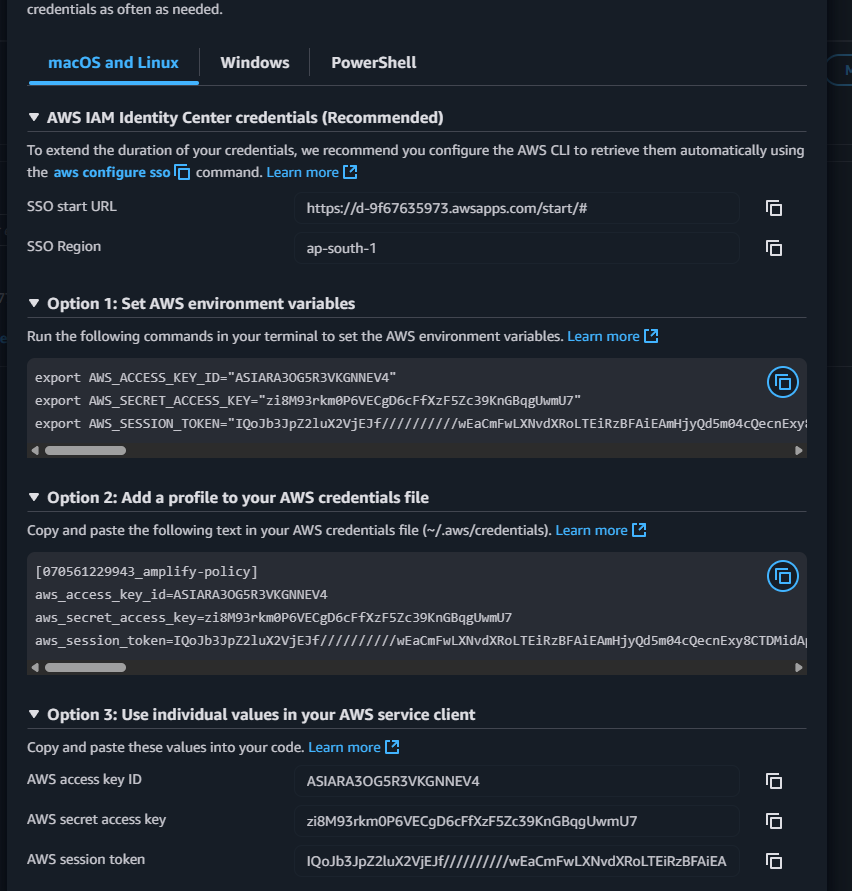 credentials as often as needed.
macOS and Linux
Windows
PowerShell
AWS IAM Identity Center credentials (Recommended)
To extend the duration of your credentials, we recommend you configure the AWS CLI to retrieve them automatically using
the aws configure sso command. Learn more
SSO start URL
https://d-9f67635973.awsapps.com/start/#
SSO Region
ap-south-1
Option 1: Set AWS environment variables
Run the following commands in your terminal to set the AWS environment variables. Learn more
export AWS_ACCESS_KEY_ID="ASIARA3OG5R3VKGNNEV4"
export AWS_SECRET_ACCESS_KEY="zi8M93rkm0P6VECgD6cFfXzF5Zc39KnGBqgUwmU7"
export AWS_SESSION_TOKEN="IQoJb3JpZ2luX2VjEJf//////////wEaCmFwLXNvdXRoLTEiRzBFAiEAmHjyQd5m04cQecnExy8
Option 2: Add a profile to your AWS credentials file
Copy and paste the following text in your AWS credentials file (~/.aws/credentials). Learn more
[070561229943_amplify-policy]
aws_access_key_id=ASIARA3OG5R3VKGNNEV4
aws_secret_access_key=zi8M93rkm0P6VECgD6cFfXzF5Zc39KnGBqgUwmU7
aws_session_token=IQoJb3JpZ2luX2VjEJf//////////wEaCmFwLXNvdXRoLTEiRzBFAiEAmHjyQd5m04cQecnExy8CTDMidAp
Option 3: Use individual values in your AWS service client
Copy and paste these values into your code. Learn more
AWS access key ID
ASIARA3OG5R3VKGNNEV4
AWS secret access key
zi8M93rkm0P6VECgD6cFfXzF5Zc39KnGBqgUwmU7
AWS session token
IQoJb3JpZ2luX2VjEJf//////////wEaCmFwLXNvdXRoLTEiRzBFAiEA